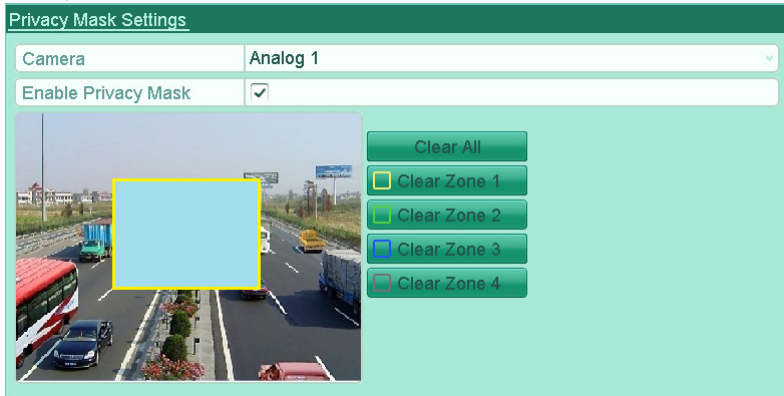 Privacy Mask Settings
Camera Analog 1
Enable Privacy Mask
Clear All
Clear Zone 1
Clear Zone 2
Clear Zone 3
Clear Zone 4